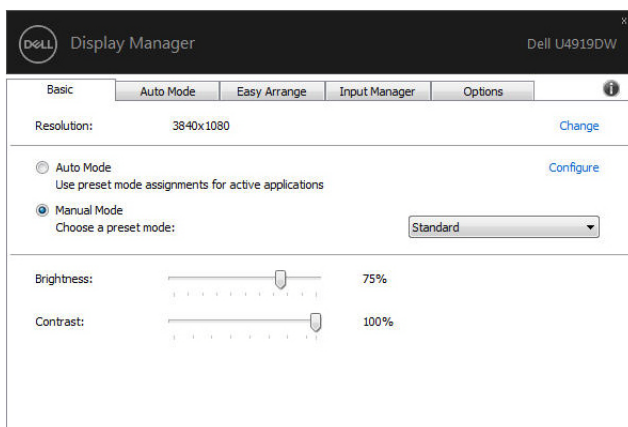 x
DELL Display Manager Dell U4919DW
Basic Auto Mode Easy Arrange Input Manager Options i
Resolution: 3840x1080 Change
Auto Mode Configure
Use preset mode assignments for active applications
Manual Mode
Choose a preset mode: Standard
Brightness: 75%
Contrast: 100%